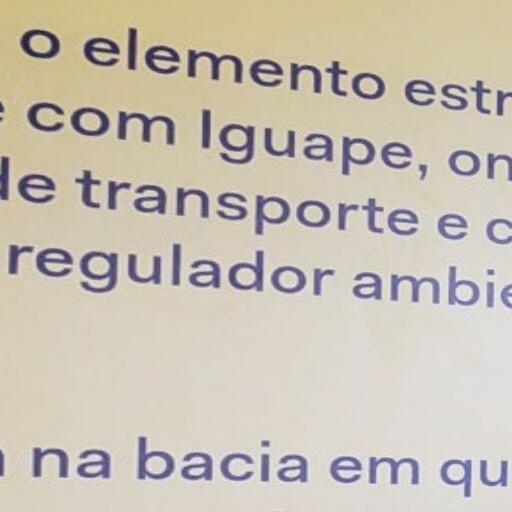 o elemento estr
e com Iguape, on
de transporte e c
regulador ambie
na bacia em qu